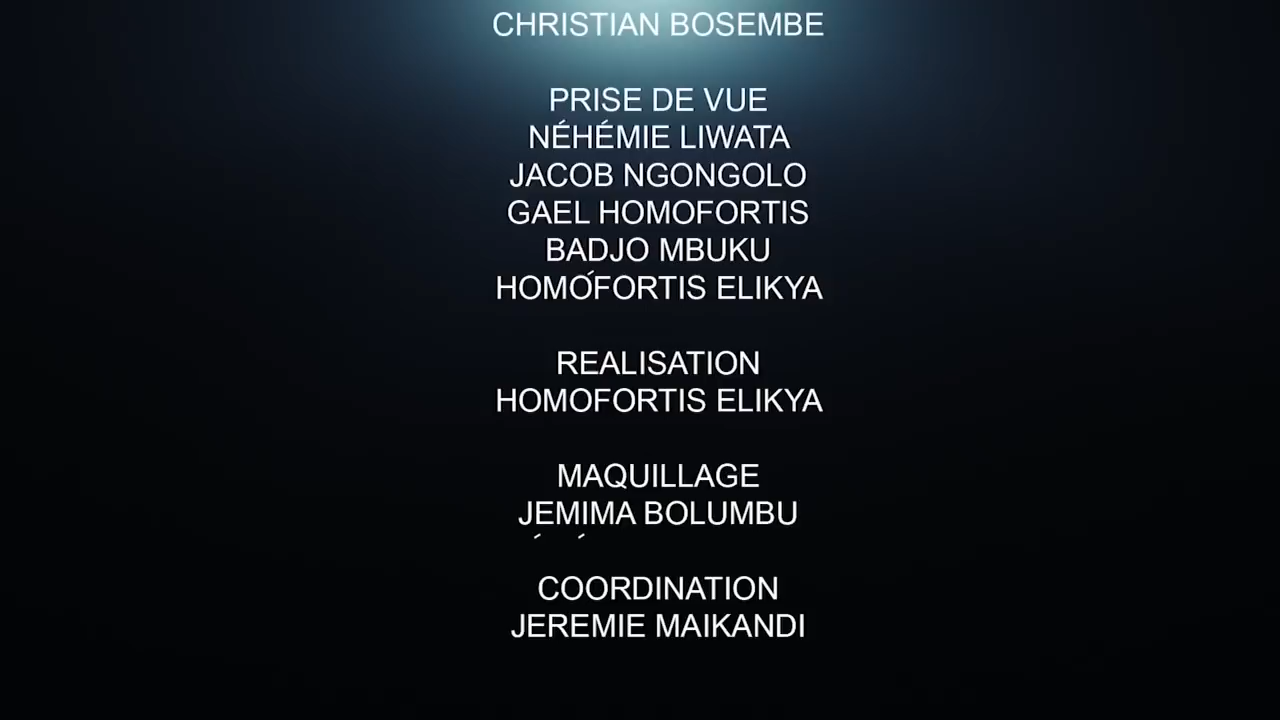 CHRISTIAN BOSEMBE
PRISE DE VUE
NÉHÉMIE LIWATA
JACOB NGONGOLO
GAEL HOMOFORTIS
BADJO MBUKU
HOMOFORTIS ELIKYA
REALISATION
HOMOFORTIS ELIKYA
MAQUILLAGE
JEMIMA BOLUMBU
COORDINATION
JEREMIE MAIKANDI